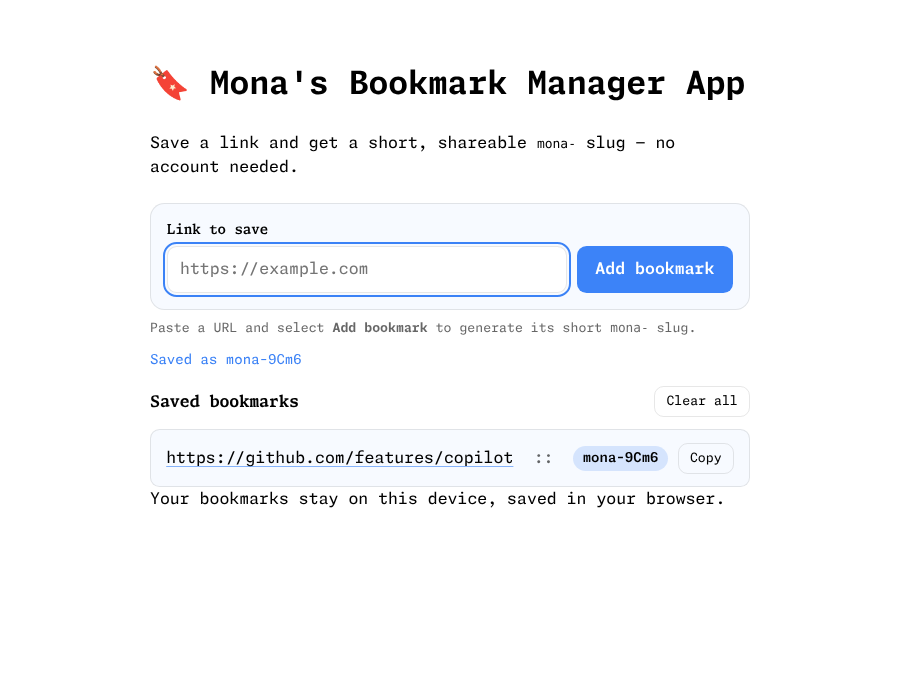 🔖 Mona's Bookmark Manager App
Save a link and get a short, shareable mona- slug — no
account needed.
Link to save
https://example.com
Add bookmark
Paste a URL and select Add bookmark to generate its short mona- slug.
Saved as mona-9Cm6
Saved bookmarks
Clear all
https://github.com/features/copilot :: mona-9Cm6 Copy
Your bookmarks stay on this device, saved in your browser.